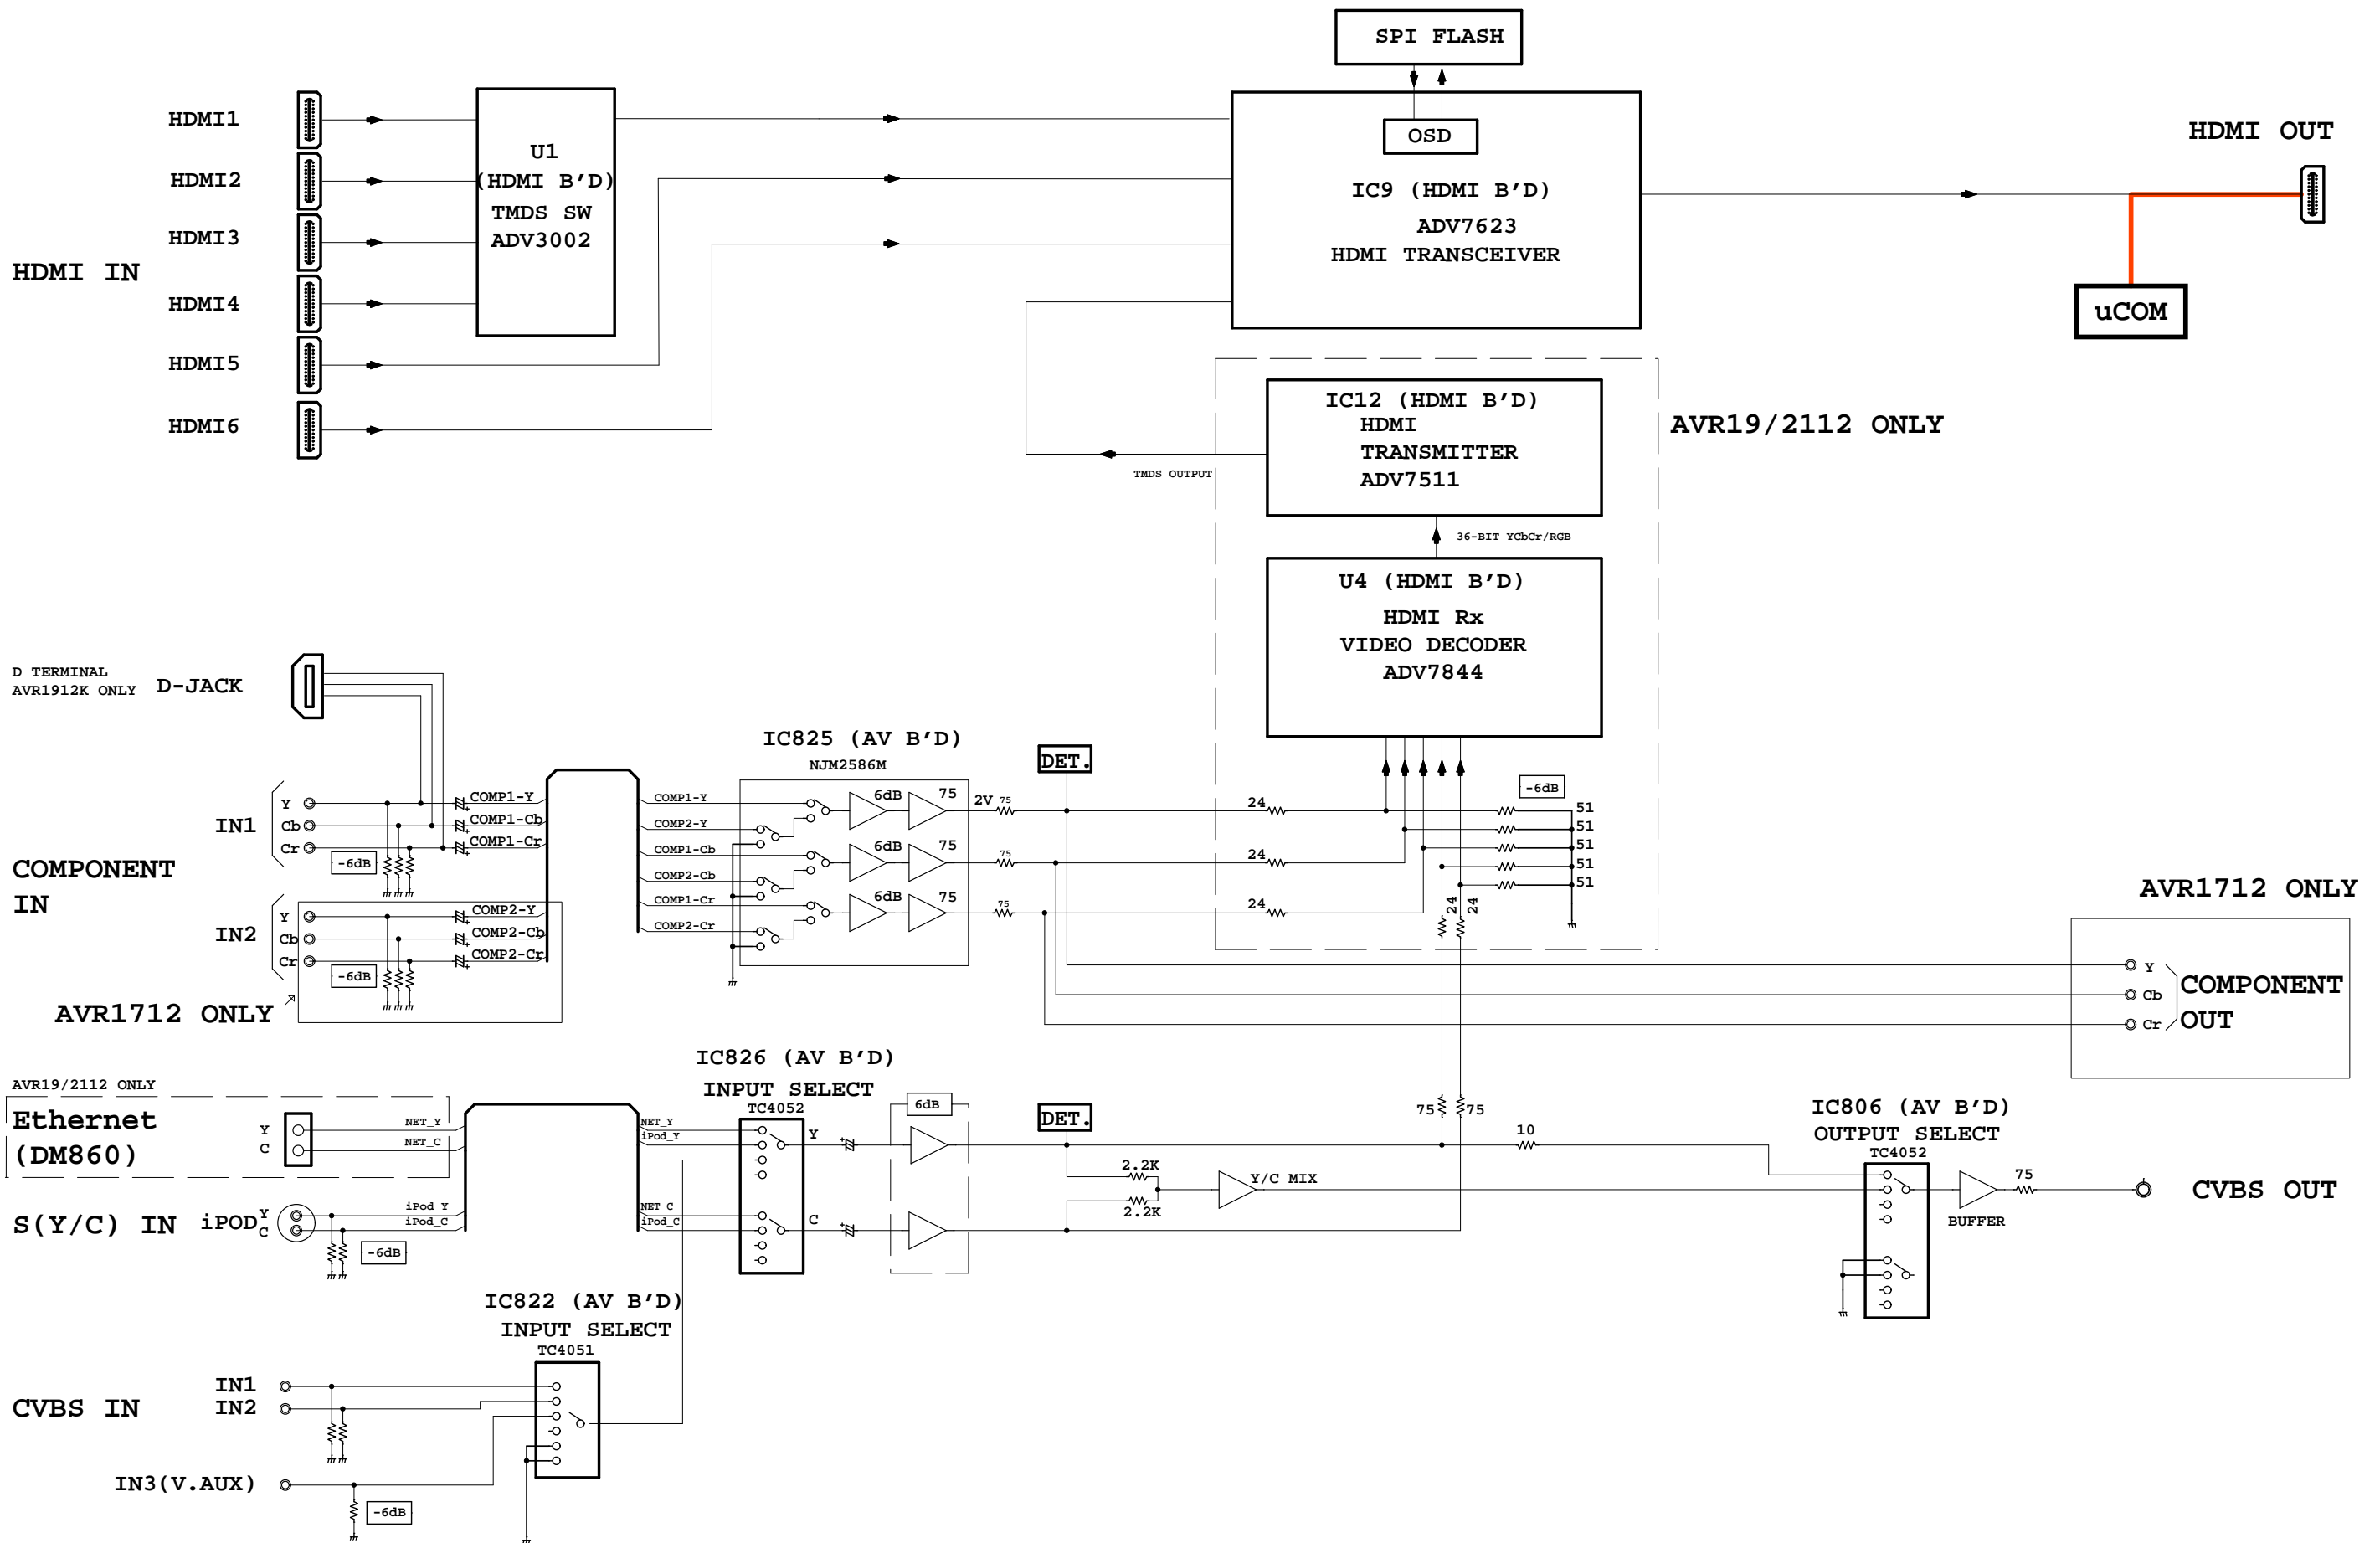 SPI FLASH
OSD
HDMI1
HDMI2
HDMI3
HDMI4
HDMI5
HDMI6
HDMI IN
U1
(HDMI B'D)
TMDS SW
ADV3002
IC9 (HDMI B'D)
ADV7623
HDMI TRANSCEIVER
HDMI OUT
uCOM
IC12 (HDMI B'D)
HDMI
TRANSMITTER
ADV7511
AVR19/2112 ONLY
TMDS OUTPUT
36-BIT YCbCr/RGB
U4 (HDMI B'D)
HDMI Rx
VIDEO DECODER
ADV7844
D TERMINAL
AVR1912K ONLY
D-JACK
COMPONENT
IN
IN1
Y
Cb
Cr
-6dB
COMP1-Y
COMP1-Cb
COMP1-Cr
IN2
Y
Cb
Cr
-6dB
COMP2-Y
COMP2-Cb
COMP2-Cr
AVR1712 ONLY
COMP1-Y
COMP2-Y
COMP1-Cb
COMP2-Cb
COMP1-Cr
COMP2-Cr
IC825 (AV B'D)
NJM2586M
6dB
75
2V
75
6dB
75
75
6dB
75
75
DET.
24
24
24
-6dB
51
51
51
51
51
24
24
AVR1712 ONLY
Y
Cb
Cr
COMPONENT
OUT
AVR19/2112 ONLY
Ethernet
(DM860)
Y
C
NET_Y
NET_C
S(Y/C) IN
iPOD
Y
C
iPod_Y
iPod_C
-6dB
NET_Y
iPod_Y
NET_C
iPod_C
IC826 (AV B'D)
INPUT SELECT
TC4052
Y
C
6dB
DET.
2.2K
2.2K
Y/C MIX
75
75
10
IC806 (AV B'D)
OUTPUT SELECT
TC4052
BUFFER
75
CVBS OUT
IC822 (AV B'D)
INPUT SELECT
TC4051
CVBS IN
IN1
IN2
IN3(V.AUX)
-6dB